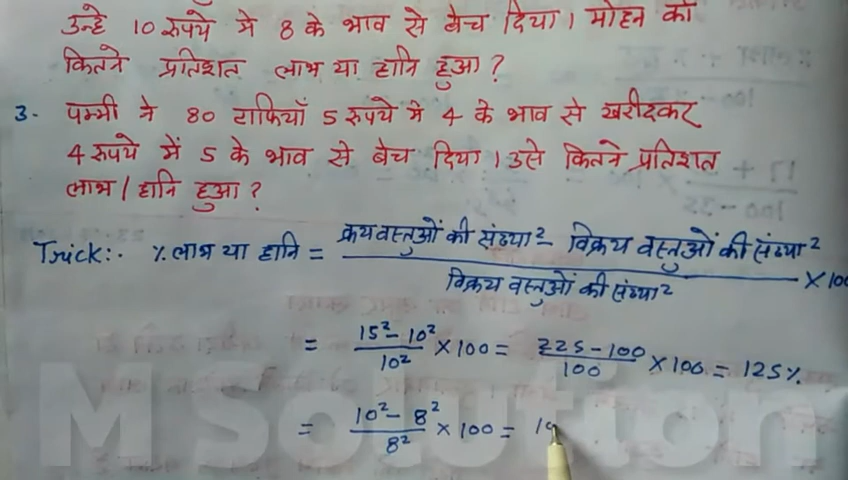 उन्हे 10 रूपये मे 8 के भाव से बेच दिया। मोहन को
कितने प्रतिशत लाभ या हानि हुआ ?
3. पम्मी ने 80 टाफियाँ 5 रूपये मे 4 के भाव से खरीदकर
4 रूपये में 5 के भाव से बेच दिया। उसे कितने प्रतिशत
लाभ / हानि हुआ ?
Trick:. % लाभ या हानि = क्रय वस्तुओं की संख्या² - विक्रय वस्तुओं की संख्या² / विक्रय वस्तुओं की संख्या² × 100
= 15² - 10² / 10² × 100 = 225 - 100 / 100 × 100 = 125%
= 10² - 8² / 8² × 100 = 10
M Solution